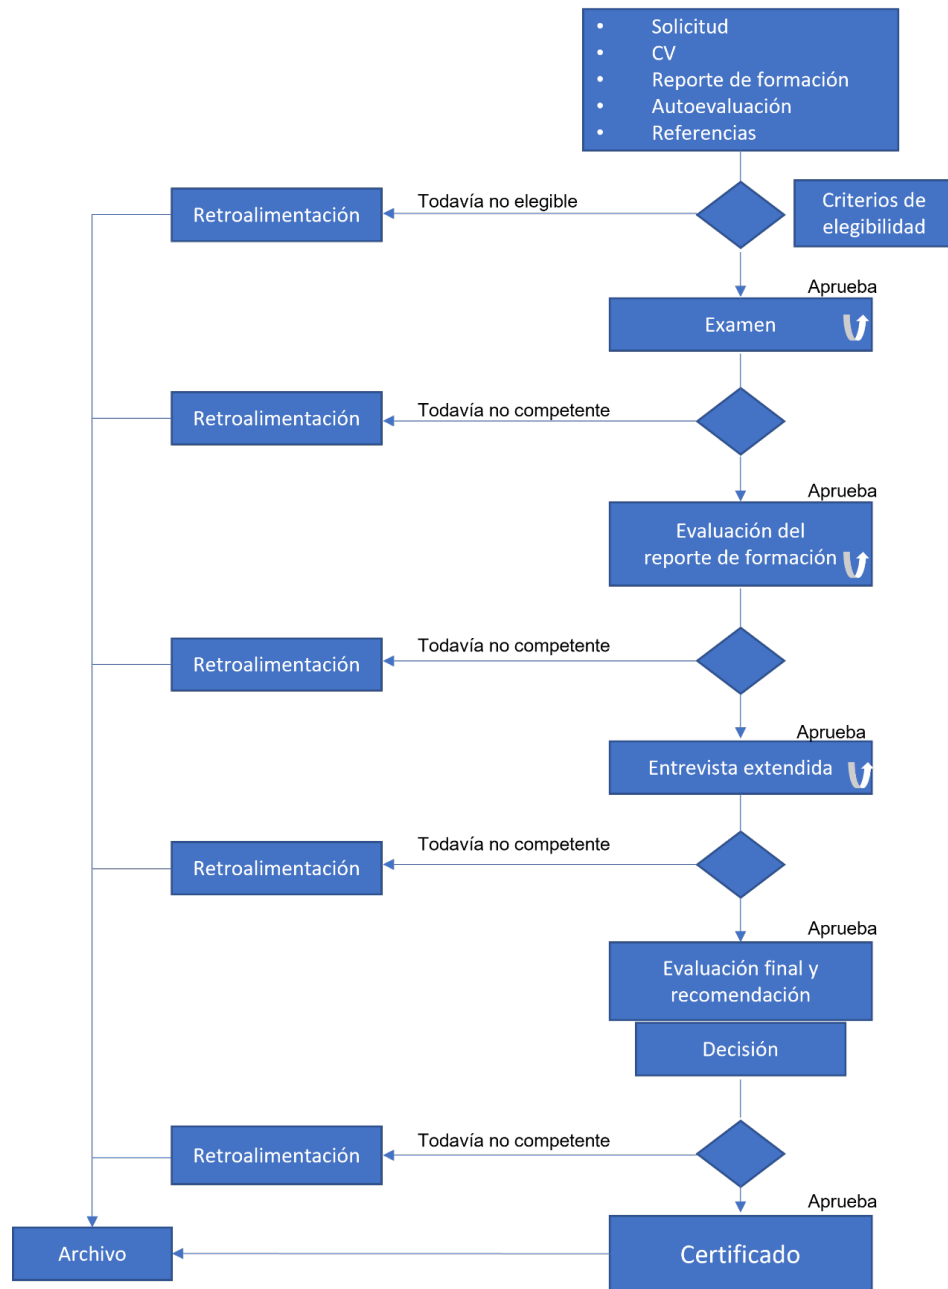 • Solicitud
• CV
• Reporte de formación
• Autoevaluación
• Referencias
Retroalimentación
Todavía no elegible
Criterios de
elegibilidad
Aprueba
Examen
Retroalimentación
Todavía no competente
Aprueba
Evaluación del
reporte de formación
Retroalimentación
Todavía no competente
Aprueba
Entrevista extendida
Retroalimentación
Todavía no competente
Aprueba
Evaluación final y
recomendación
Decisión
Retroalimentación
Todavía no competente
Aprueba
Archivo
Certificado